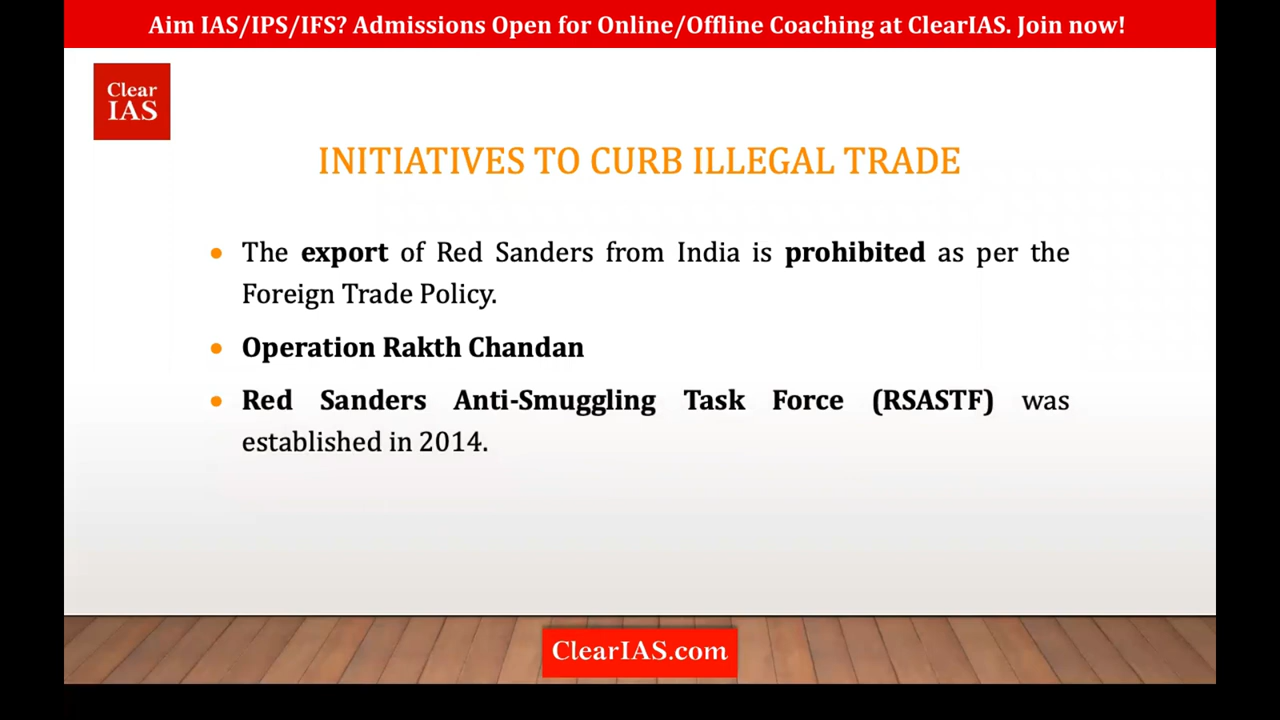 Aim IAS/IPS/IFS? Admissions Open for Online/Offline Coaching at ClearIAS. Join now!
Clear
IAS
INITIATIVES TO CURB ILLEGAL TRADE
• The export of Red Sanders from India is prohibited as per the
Foreign Trade Policy.
• Operation Rakth Chandan
• Red Sanders Anti-Smuggling Task Force (RSASTF) was
established in 2014.
ClearIAS.com